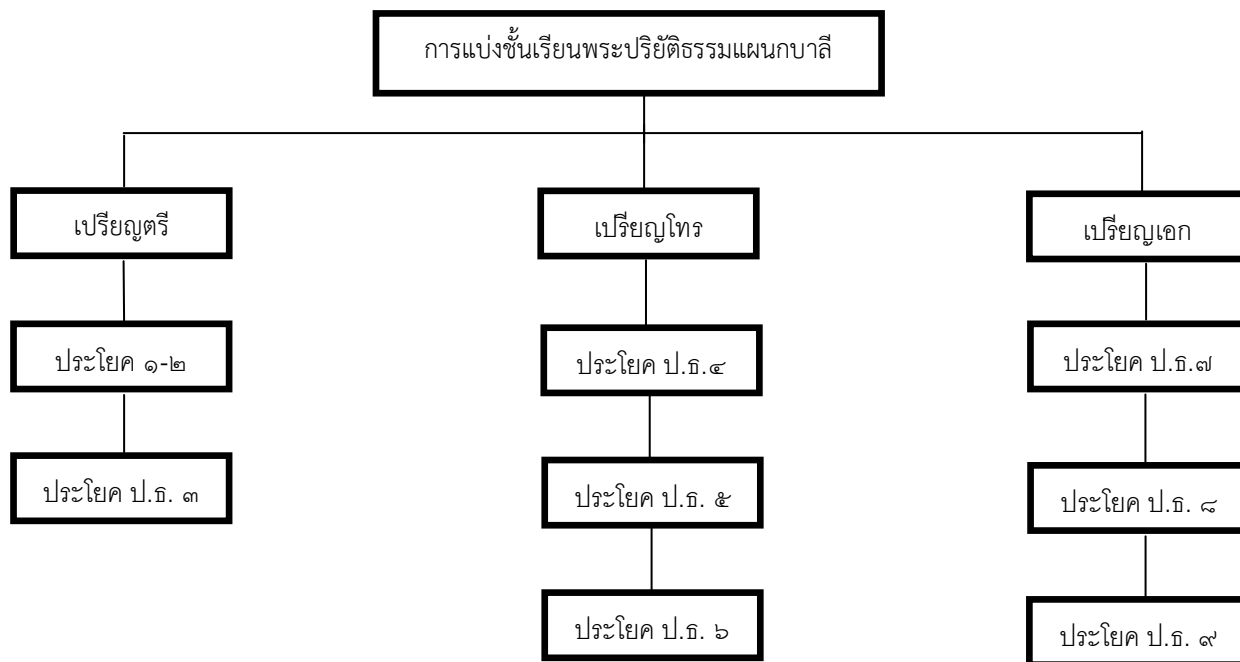 การแบ่งชั้นเรียนพระปริยัติธรรมแผนกบาลี
เปรียญตรี
เปรียญโทร
เปรียญเอก
ประโยค ๑-๒
ประโยค ป.ธ.๔
ประโยค ป.ธ.๗
ประโยค ป.ธ. ๓
ประโยค ป.ธ. ๕
ประโยค ป.ธ. ๘
ประโยค ป.ธ. ๖
ประโยค ป.ธ. ๙